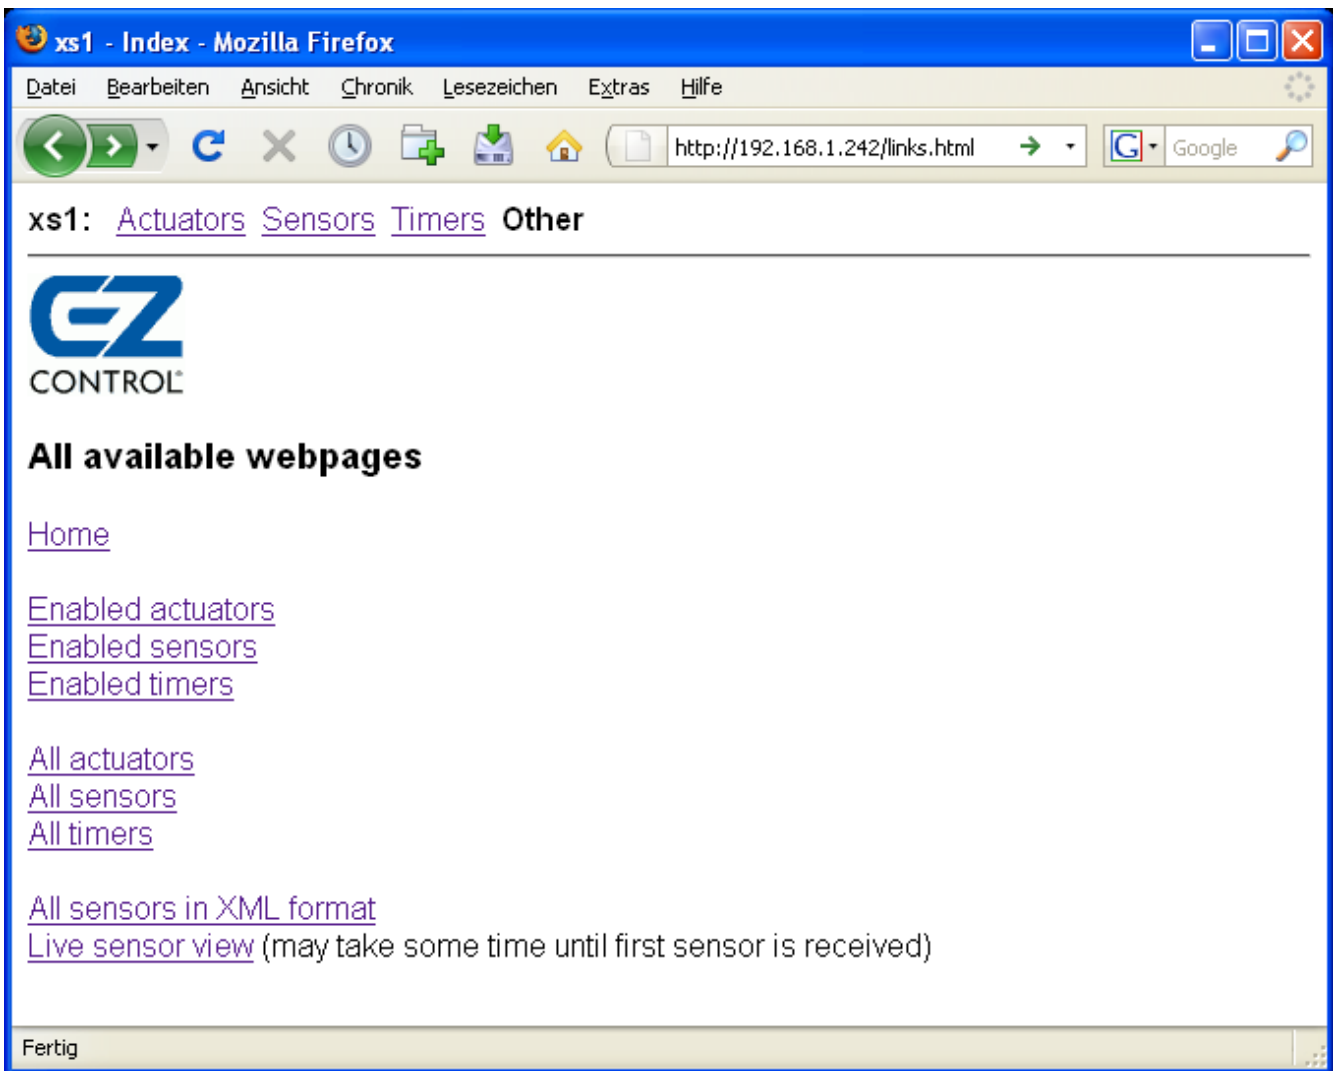 xs1 - Index - Mozilla Firefox
Datei Bearbeiten Ansicht Chronik Lesezeichen Extras Hilfe
http://192.168.1.242/links.html G Google
xs1: Actuators Sensors Timers Other
EZ
CONTROL®
All available webpages
Home
Enabled actuators
Enabled sensors
Enabled timers
All actuators
All sensors
All timers
All sensors in XML format
Live sensor view (may take some time until first sensor is received)
Fertig